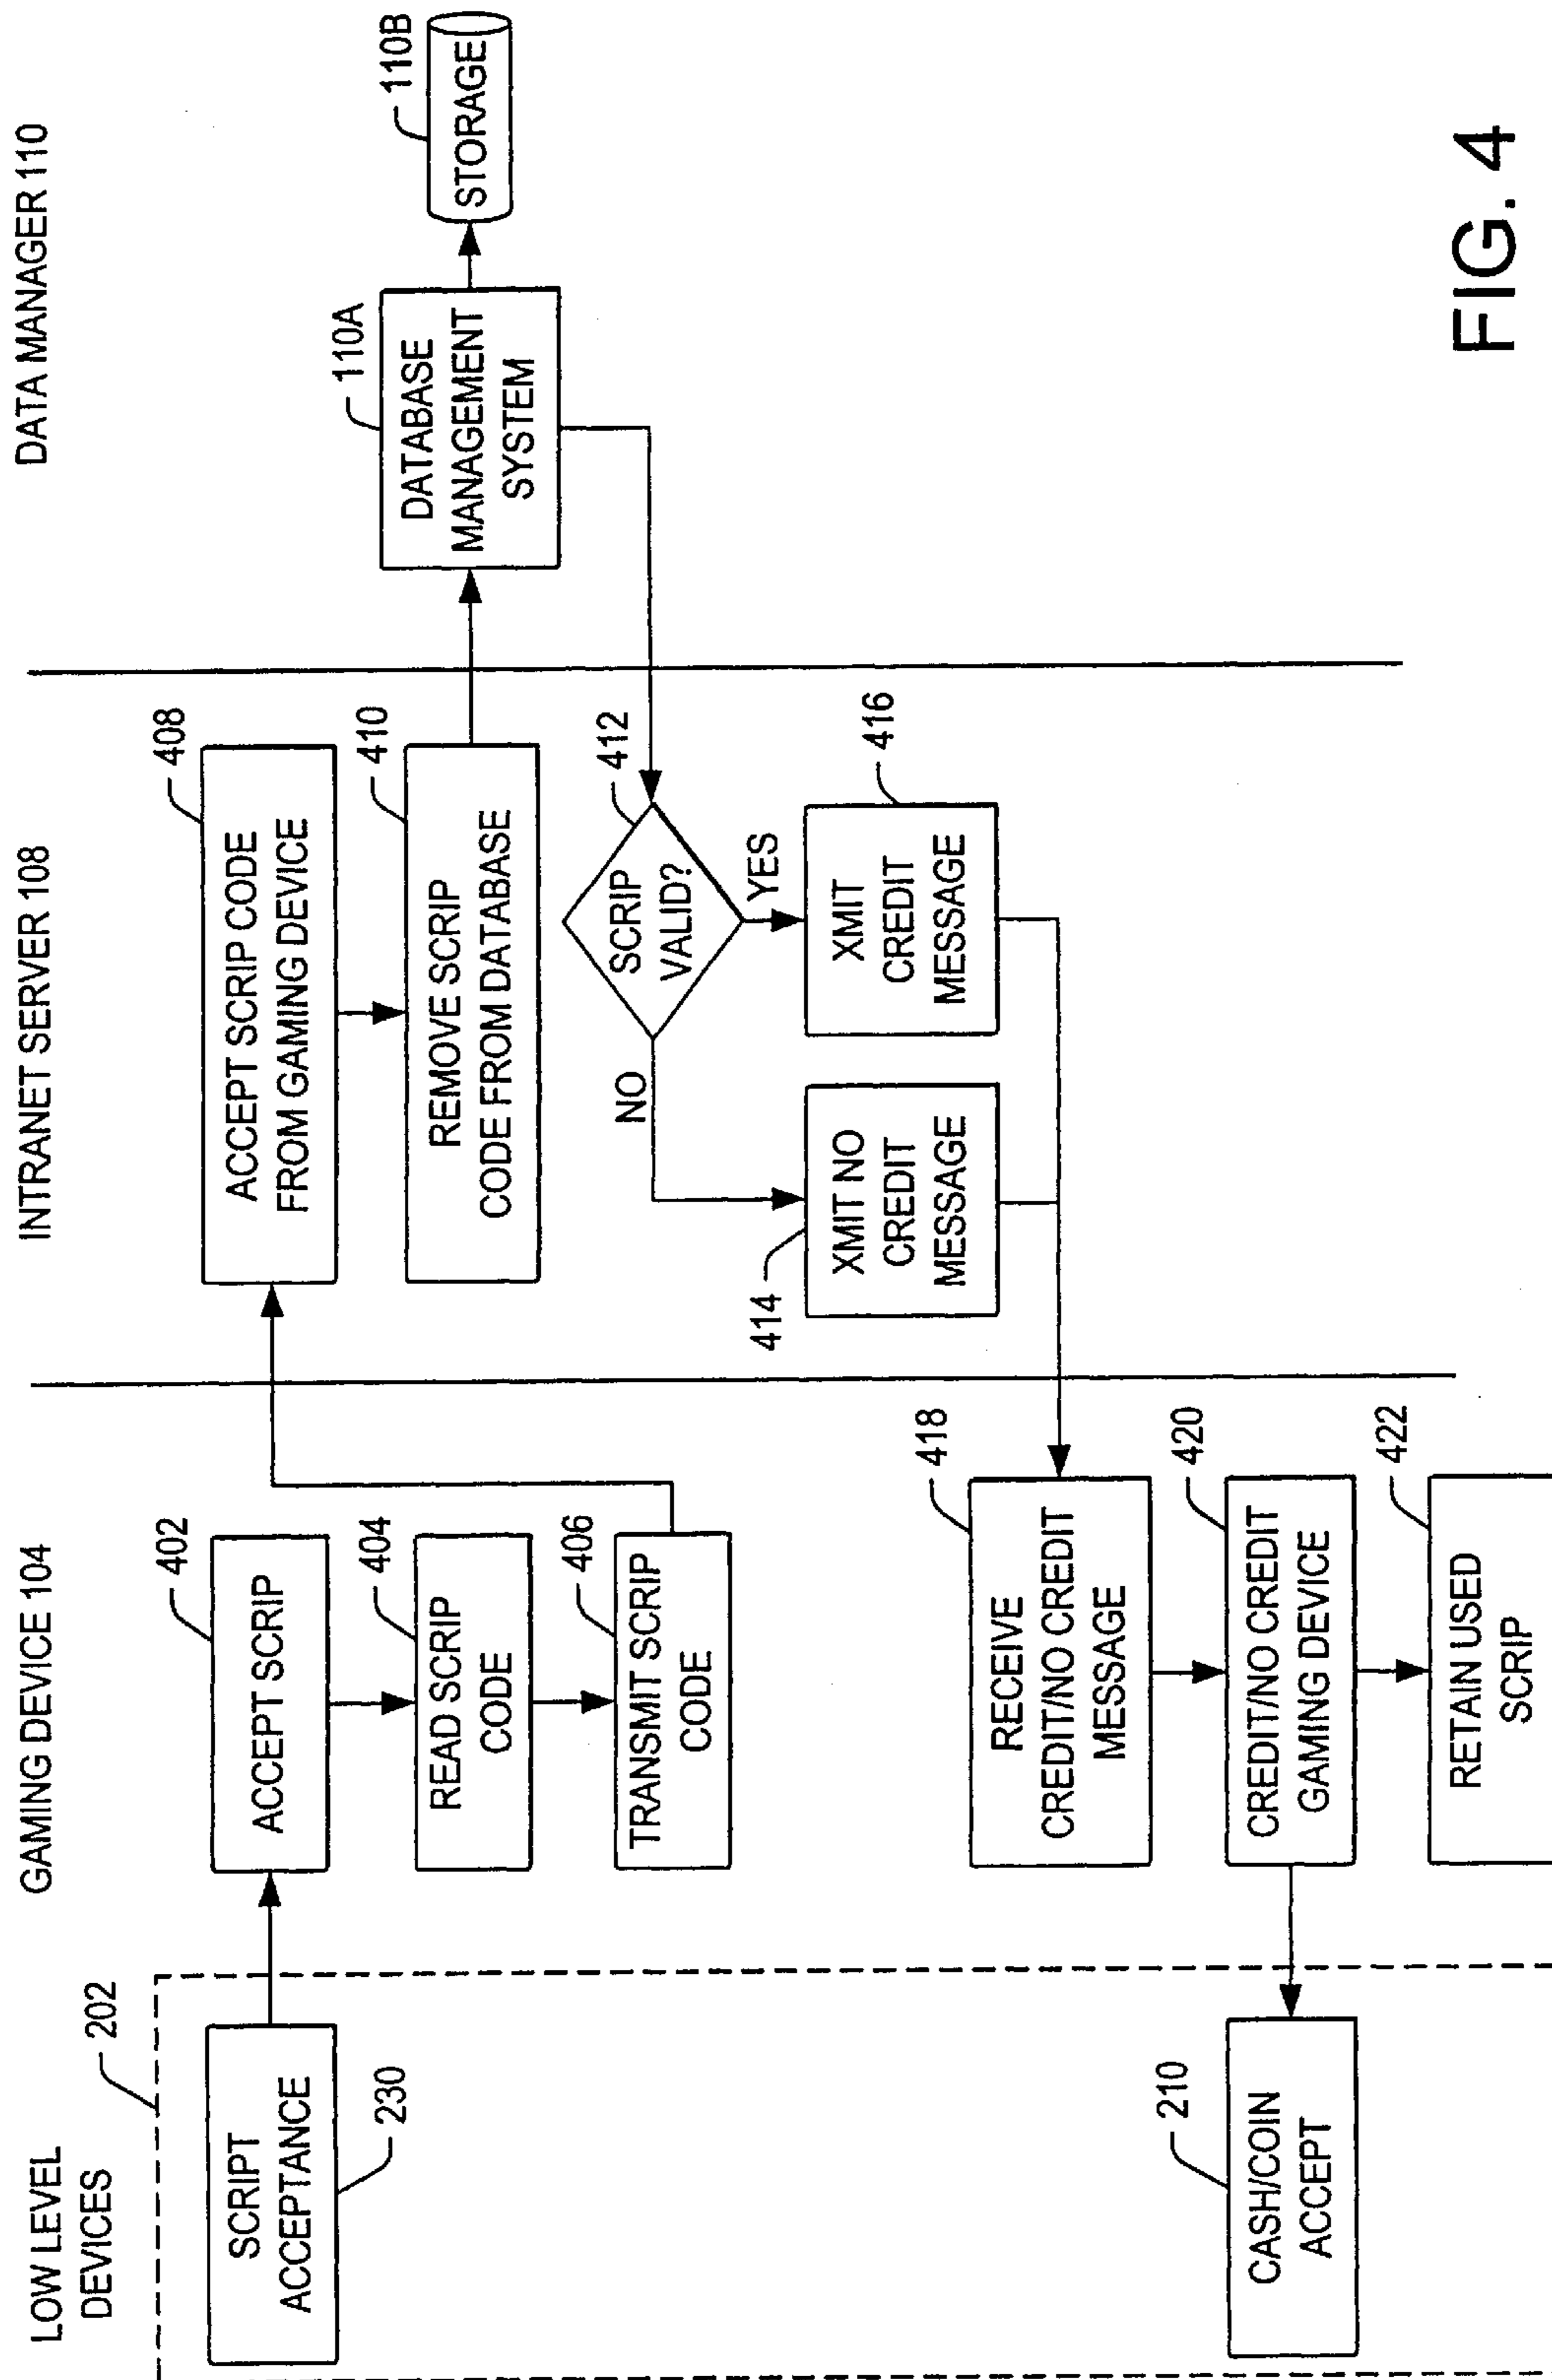 LOW LEVEL
DEVICES
GAMING DEVICE 104
INTRANET SERVER 108
DATA MANAGER 110
202
SCRIPT
ACCEPTANCE
230
402
ACCEPT SCRIP
404
READ SCRIP
CODE
406
TRANSMIT SCRIP
CODE
408
ACCEPT SCRIP CODE
FROM GAMING DEVICE
410
REMOVE SCRIP
CODE FROM DATABASE
110A
DATABASE
MANAGEMENT
SYSTEM
110B
STORAGE
412
SCRIP
VALID?
NO
YES
414
XMIT NO
CREDIT
MESSAGE
416
XMIT
CREDIT
MESSAGE
418
RECEIVE
CREDIT/NO CREDIT
MESSAGE
420
CREDIT/NO CREDIT
GAMING DEVICE
210
CASH/COIN
ACCEPT
422
RETAIN USED
SCRIP
FIG. 4